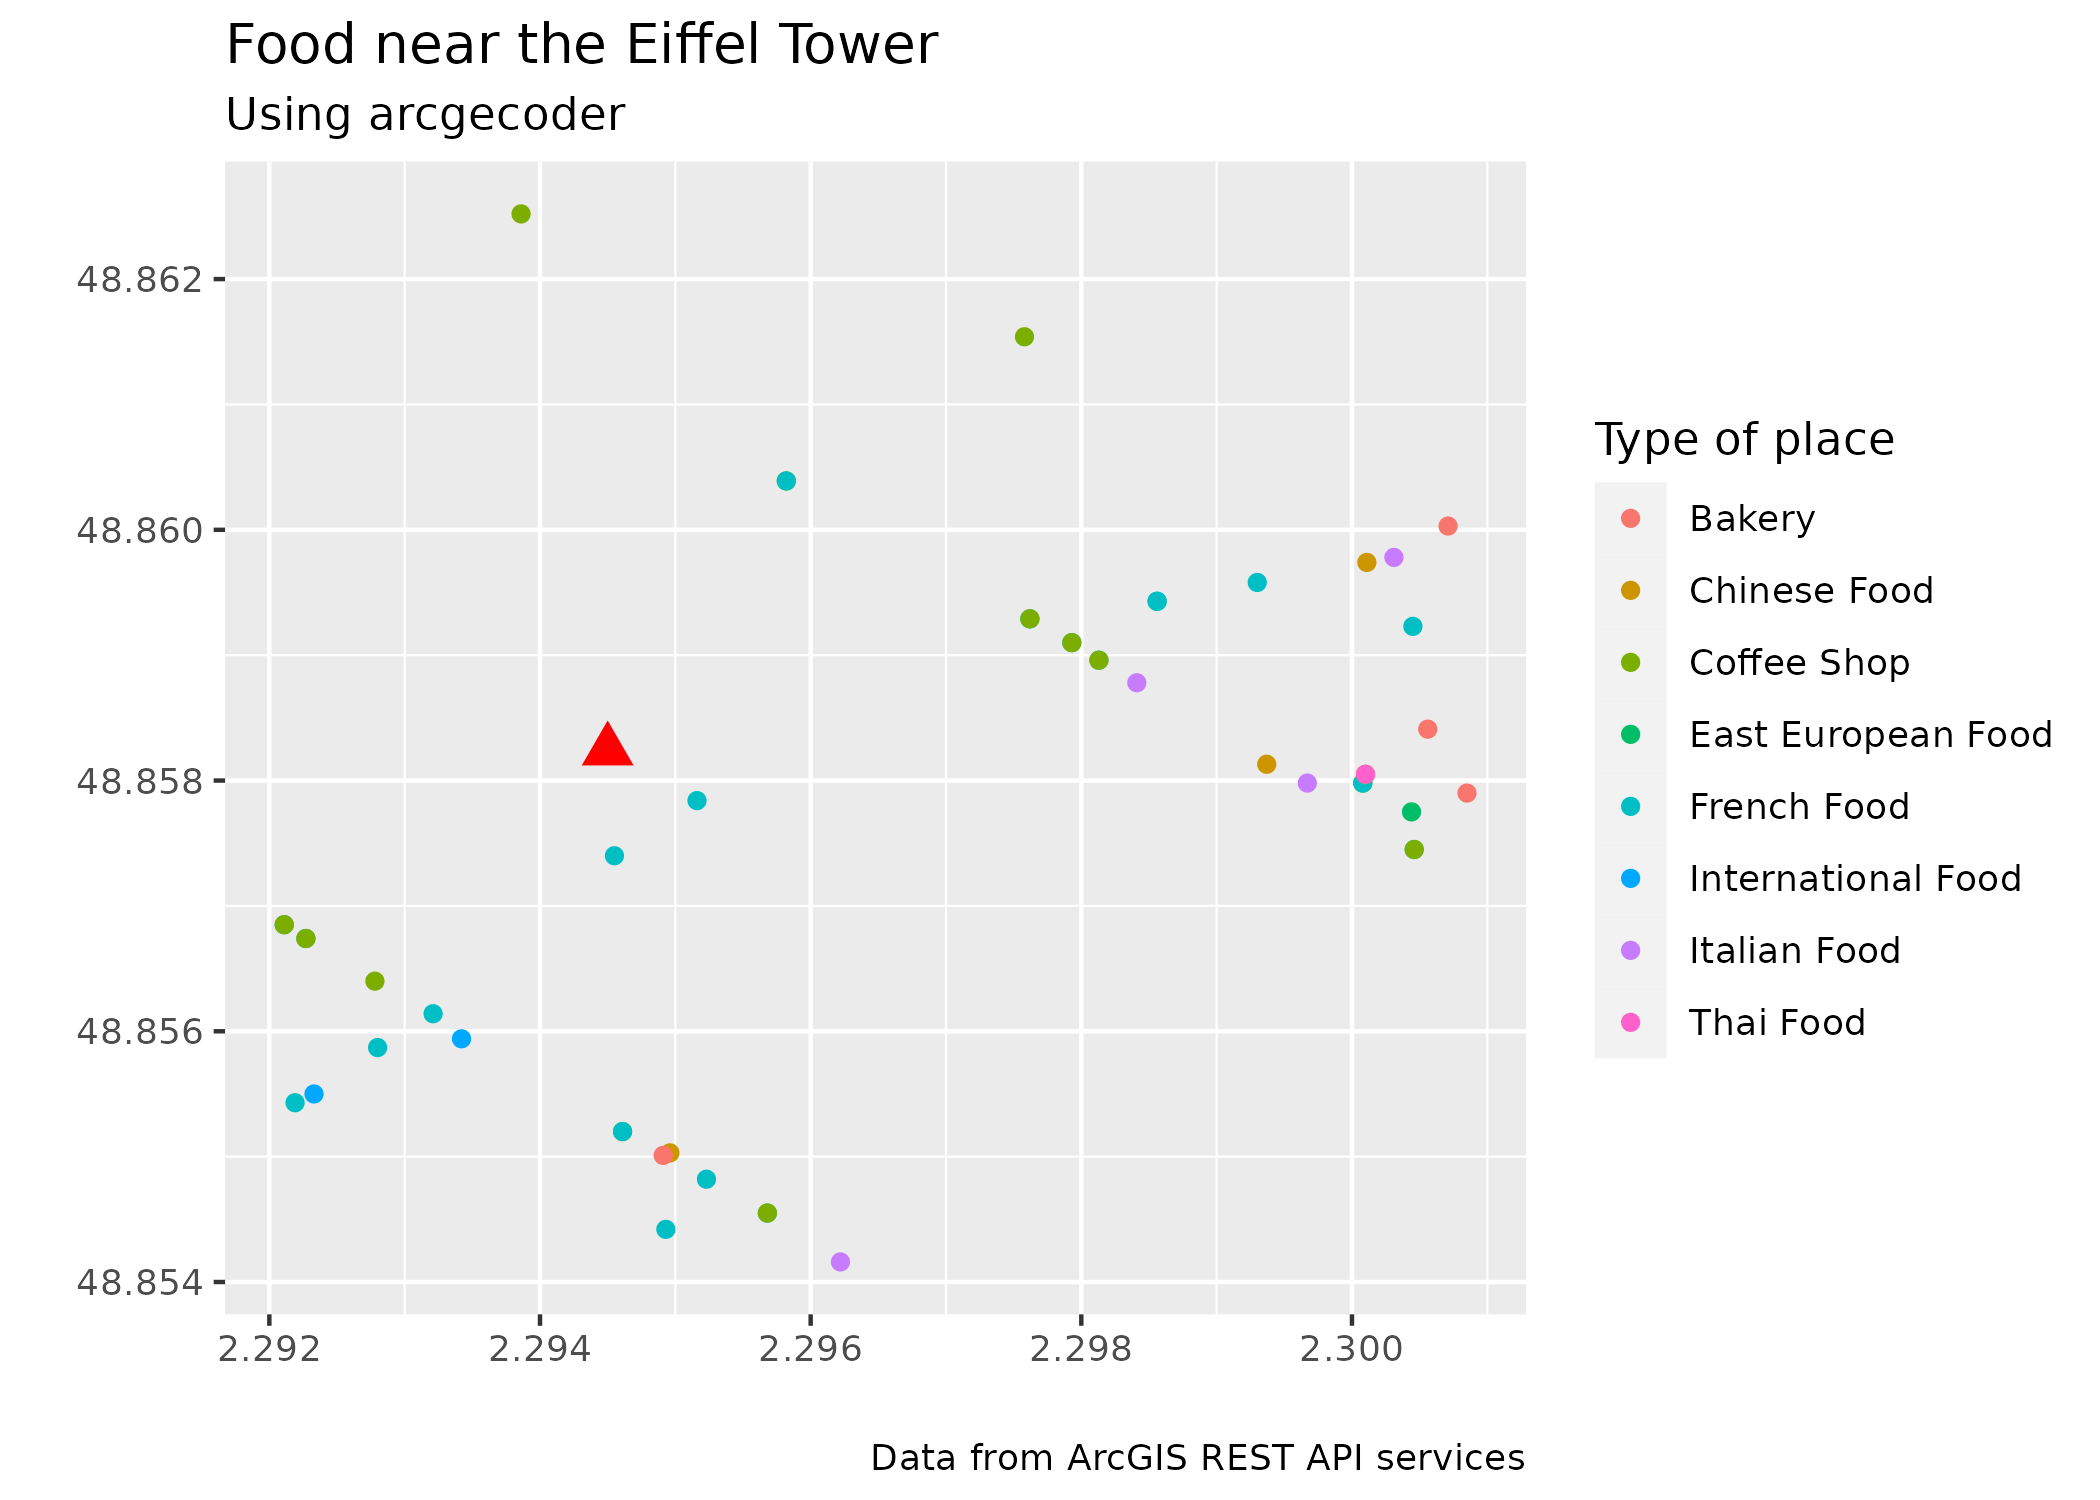 Food near the Eiffel Tower
Using arcgecoder
48.862
48.860
48.858
48.856
48.854
2.292 2.294 2.296 2.298 2.300
Type of place
Bakery
Chinese Food
Coffee Shop
East European Food
French Food
International Food
Italian Food
Thai Food
Data from ArcGIS REST API services